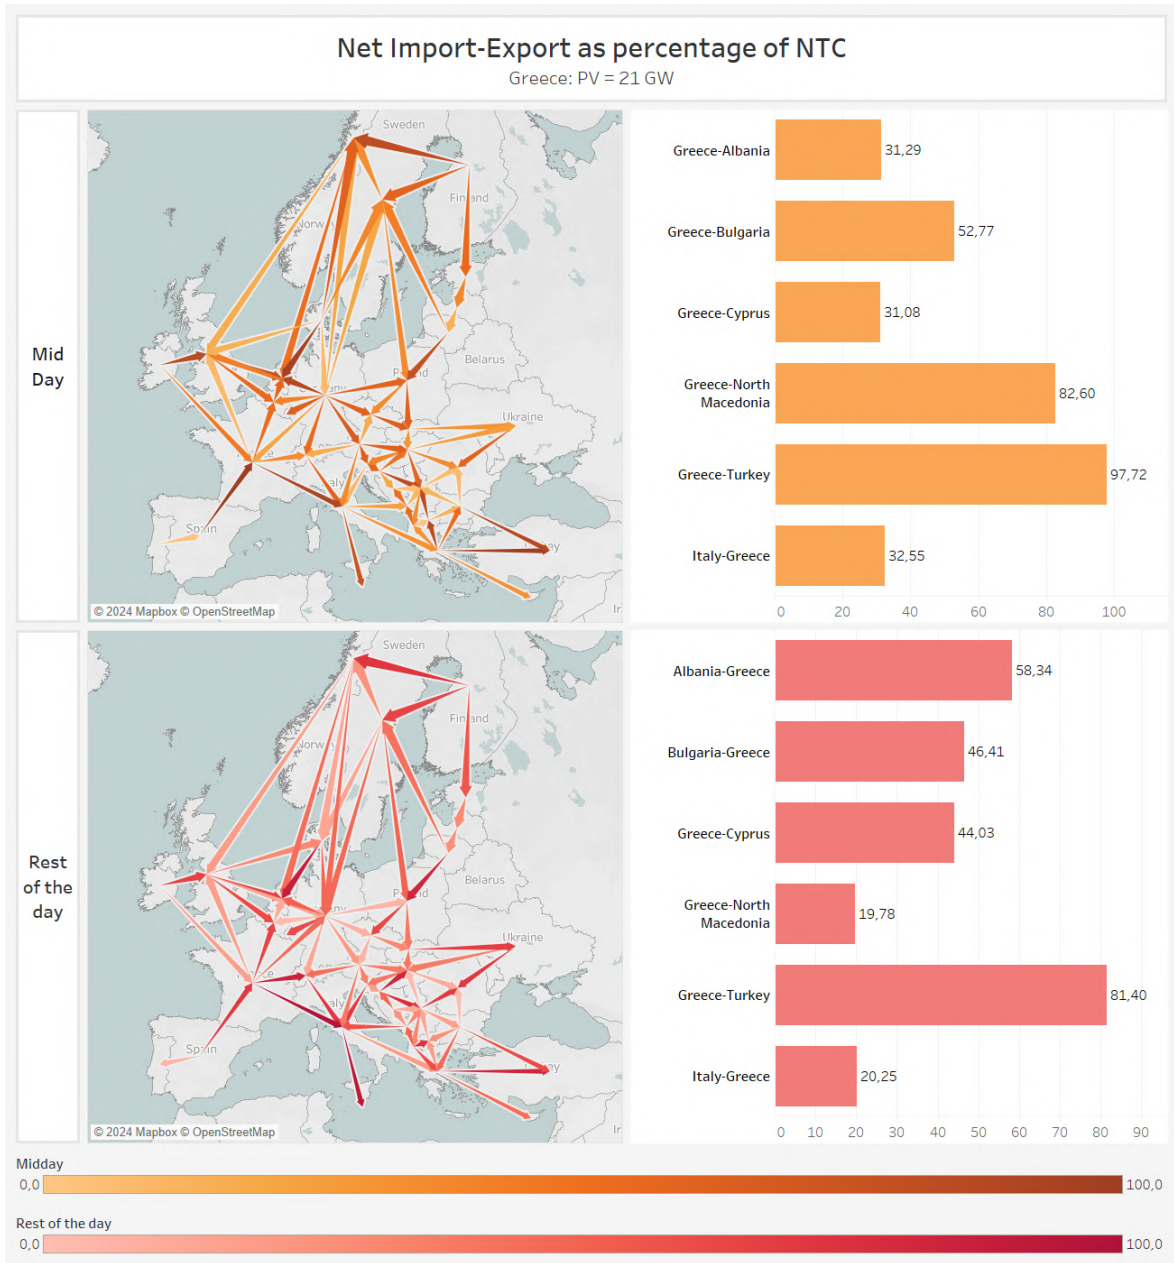 Net Import-Export as percentage of NTC
Greece: PV = 21 GW
Mid
Day
Sweden
Finland
Norw
Belarus
Ukraine
Spain
© 2024 Mapbox © OpenStreetMap
Greece-Albania
31,29
Greece-Bulgaria
52,77
Greece-Cyprus
31,08
Greece-North
Macedonia
82,60
Greece-Turkey
97,72
Italy-Greece
32,55
0 20 40 60 80 100
Rest
of the
day
Sweden
Finland
Norw
Belarus
Ukraine
Spain
© 2024 Mapbox © OpenStreetMap
Albania-Greece
58,34
Bulgaria-Greece
46,41
Greece-Cyprus
44,03
Greece-North
Macedonia
19,78
Greece-Turkey
81,40
Italy-Greece
20,25
0 10 20 30 40 50 60 70 80 90
Midday
0,0 100,0
Rest of the day
0,0 100,0